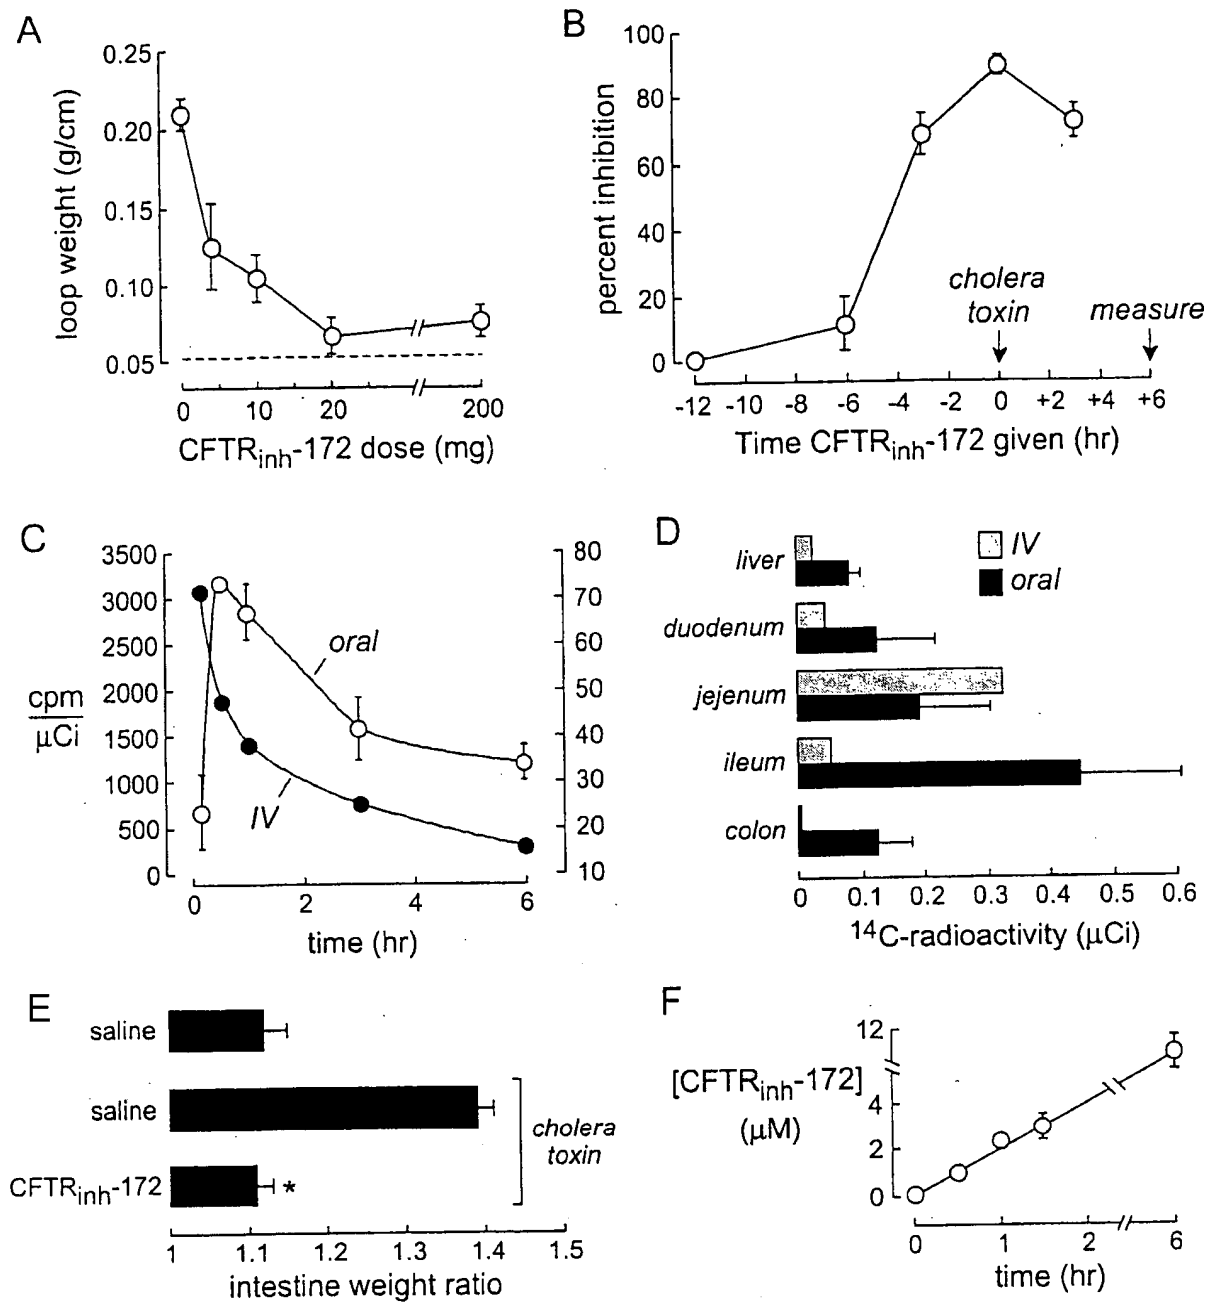 A
0.25
0.20
0.15
0.10
0.05
loop weight (g/cm)
0 10 20 200
CFTRinh-172 dose (mg)
B
100
80
60
40
20
0
percent inhibition
cholera
toxin
measure
-12 -10 -8 -6 -4 -2 0 +2 +4 +6
Time CFTRinh-172 given (hr)
C
3500
3000
2500
2000
1500
1000
500
0
cpm
μCi
80
70
60
50
40
30
20
10
oral
IV
0 2 4 6
time (hr)
D
IV
oral
liver
duodenum
jejenum
ileum
colon
0 0.1 0.2 0.3 0.4 0.5 0.6
14C-radioactivity (μCi)
E
saline
saline
CFTRinh-172
*
cholera
toxin
1 1.1 1.2 1.3 1.4 1.5
intestine weight ratio
F
12
4
2
0
[CFTRinh-172]
(μM)
0 1 2 6
time (hr)